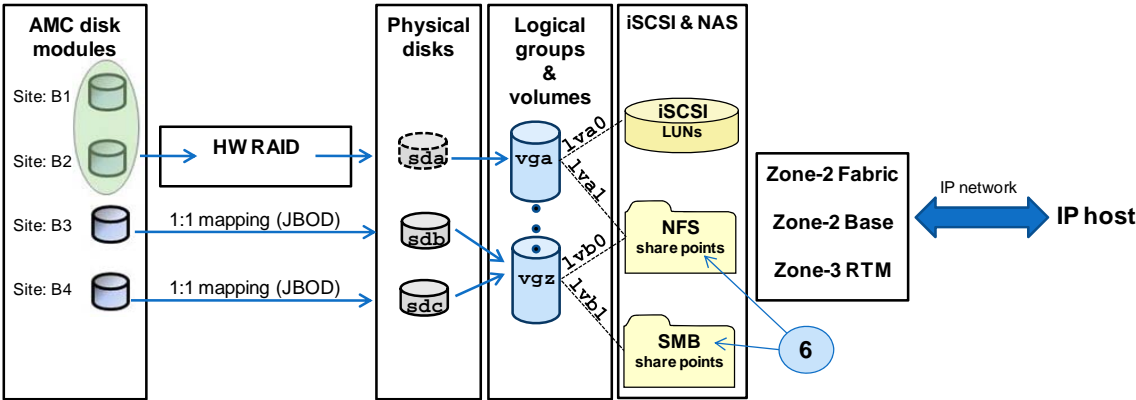 AMC disk
modules
Site: B1
Site: B2
Site: B3
Site: B4
HW RAID
1:1 mapping (JBOD)
1:1 mapping (JBOD)
Physical
disks
sda
sdb
sdc
Logical
groups
&
volumes
vga
vgz
lva0
lva1
lvb0
lvb1
iSCSI & NAS
iSCSI
LUNs
NFS
share points
SMB
share points
6
Zone-2 Fabric
Zone-2 Base
Zone-3 RTM
IP network
IP host